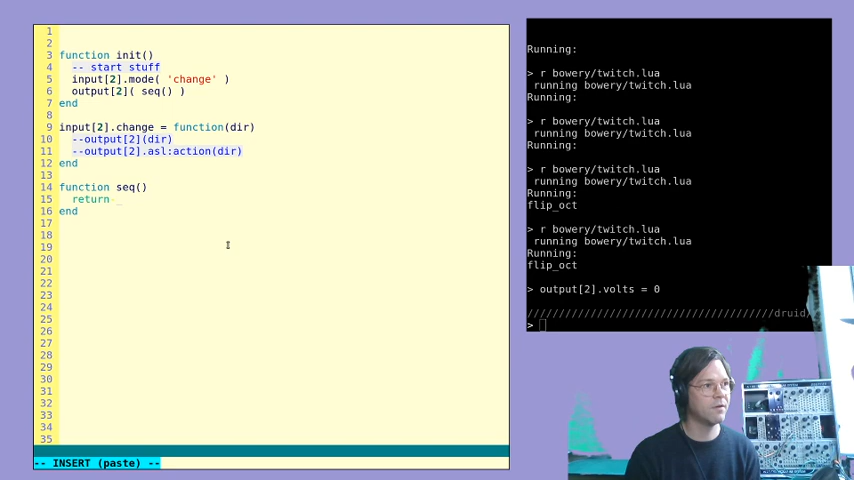 1
2
3 function init()
4 -- start stuff
5 input[2].mode( 'change' )
6 output[2]( seq() )
7 end
8
9 input[2].change = function(dir)
10 --output[2](dir)
11 --output[2].asl:action(dir)
12 end
13
14 function seq()
15 return _
16 end
17
18
19
20
21
22
23
24
25
26
27
28
29
30
31
32
33
34
35
-- INSERT (paste) --
Running:
> r bowery/twitch.lua
running bowery/twitch.lua
Running:
> r bowery/twitch.lua
running bowery/twitch.lua
Running:
> r bowery/twitch.lua
running bowery/twitch.lua
Running:
flip_oct
> r bowery/twitch.lua
running bowery/twitch.lua
Running:
flip_oct
> output[2].volts = 0
////////////////////////////////////////druid/
>